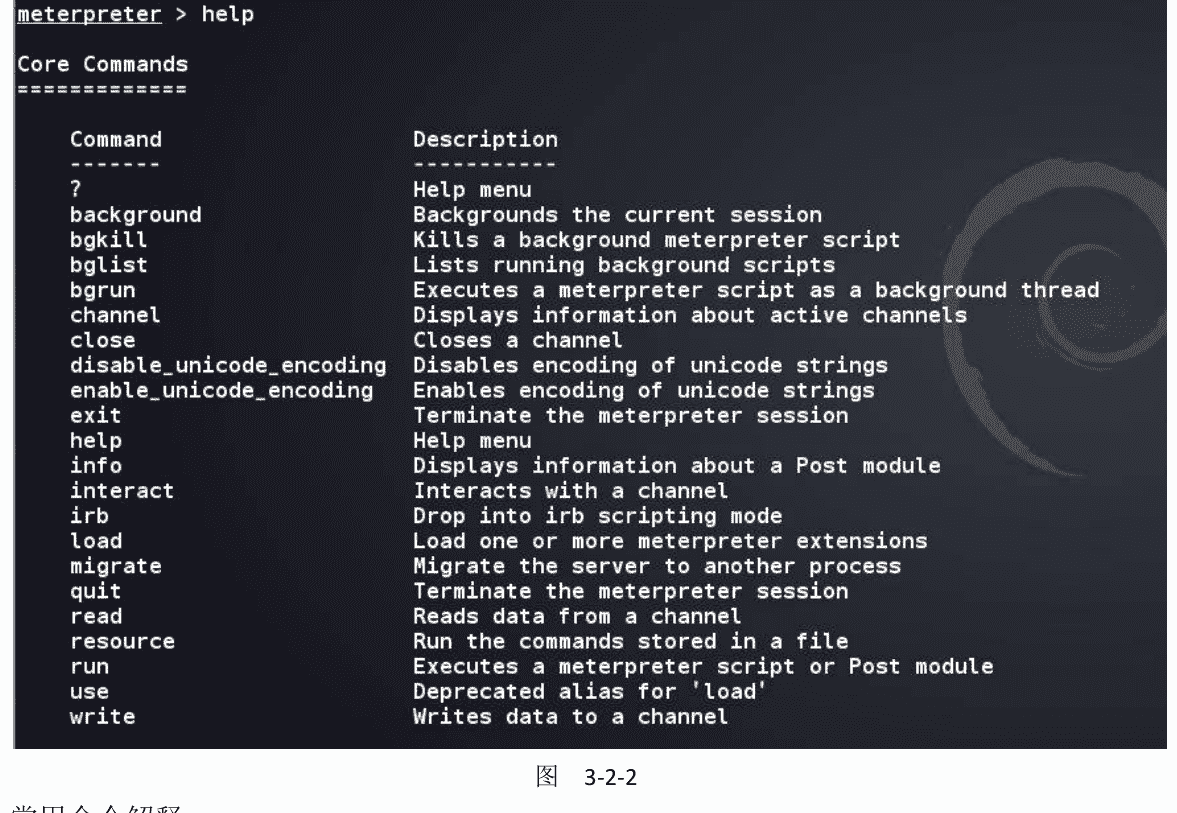 meterpreter > help
Core Commands
=============
Command Description
------- -----------
? Help menu
background Backgrounds the current session
bgkill Kills a background meterpreter script
bglist Lists running background scripts
bgrun Executes a meterpreter script as a background thread
channel Displays information about active channels
close Closes a channel
disable_unicode_encoding Disables encoding of unicode strings
enable_unicode_encoding Enables encoding of unicode strings
exit Terminate the meterpreter session
help Help menu
info Displays information about a Post module
interact Interacts with a channel
irb Drop into irb scripting mode
load Load one or more meterpreter extensions
migrate Migrate the server to another process
quit Terminate the meterpreter session
read Reads data from a channel
resource Run the commands stored in a file
run Executes a meterpreter script or Post module
use Deprecated alias for 'load'
write Writes data to a channel
图 3-2-2